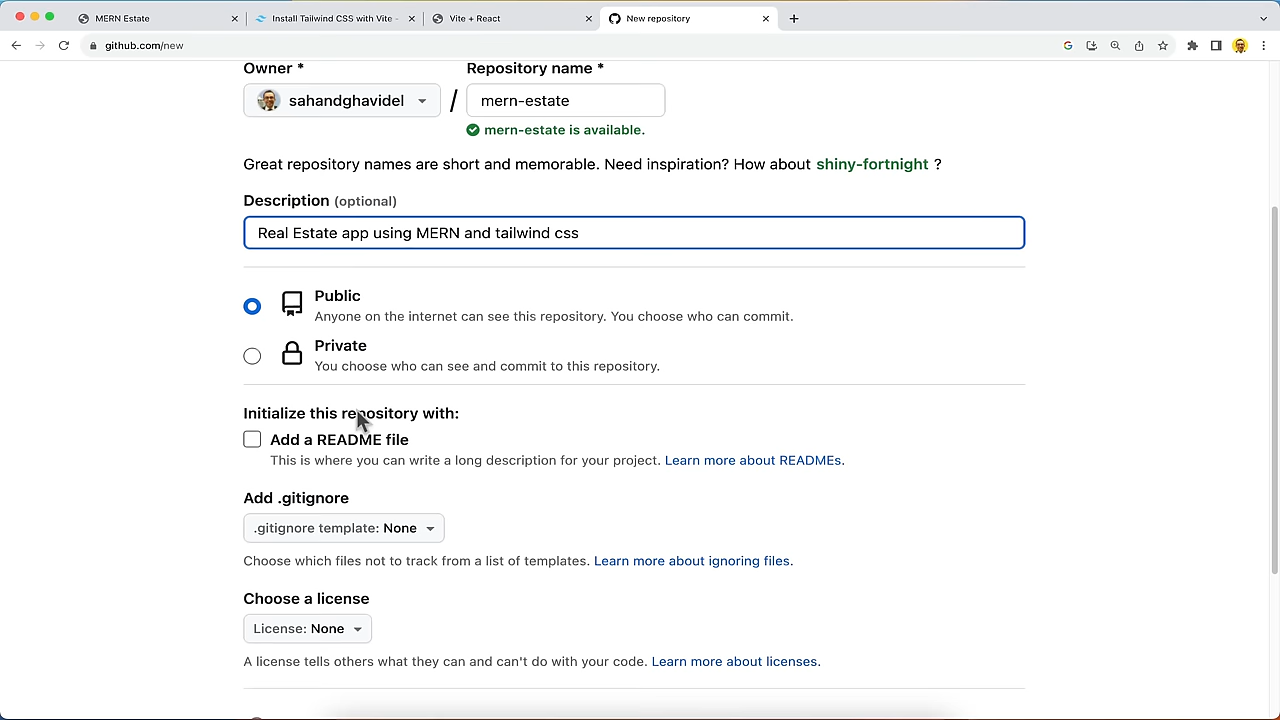 MERN Estate
Install Tailwind CSS with Vite -
Vite + React
New repository
github.com/new
Owner *
Repository name *
sahandghavidel
/
mern-estate
mern-estate is available.
Great repository names are short and memorable. Need inspiration? How about shiny-fortnight ?
Description (optional)
Real Estate app using MERN and tailwind css
Public
Anyone on the internet can see this repository. You choose who can commit.
Private
You choose who can see and commit to this repository.
Initialize this repository with:
Add a README file
This is where you can write a long description for your project. Learn more about READMEs.
Add .gitignore
.gitignore template: None
Choose which files not to track from a list of templates. Learn more about ignoring files.
Choose a license
License: None
A license tells others what they can and can't do with your code. Learn more about licenses.